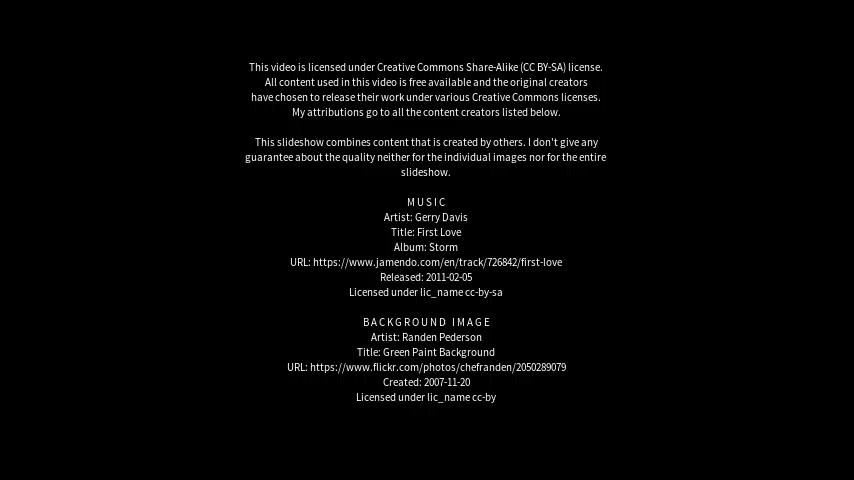 This video is licensed under Creative Commons Share-Alike (CC BY-SA) license.
All content used in this video is free available and the original creators
have chosen to release their work under various Creative Commons licenses.
My attributions go to all the content creators listed below.
This slideshow combines content that is created by others. I don't give any
guarantee about the quality neither for the individual images nor for the entire
slideshow.
MUSIC
Artist: Gerry Davis
Title: First Love
Album: Storm
URL: https://www.jamendo.com/en/track/726842/first-love
Released: 2011-02-05
Licensed under lic_name cc-by-sa
BACKGROUND IMAGE
Artist: Randen Pederson
Title: Green Paint Background
URL: https://www.flickr.com/photos/chefranden/2050289079
Created: 2007-11-20
Licensed under lic_name cc-by